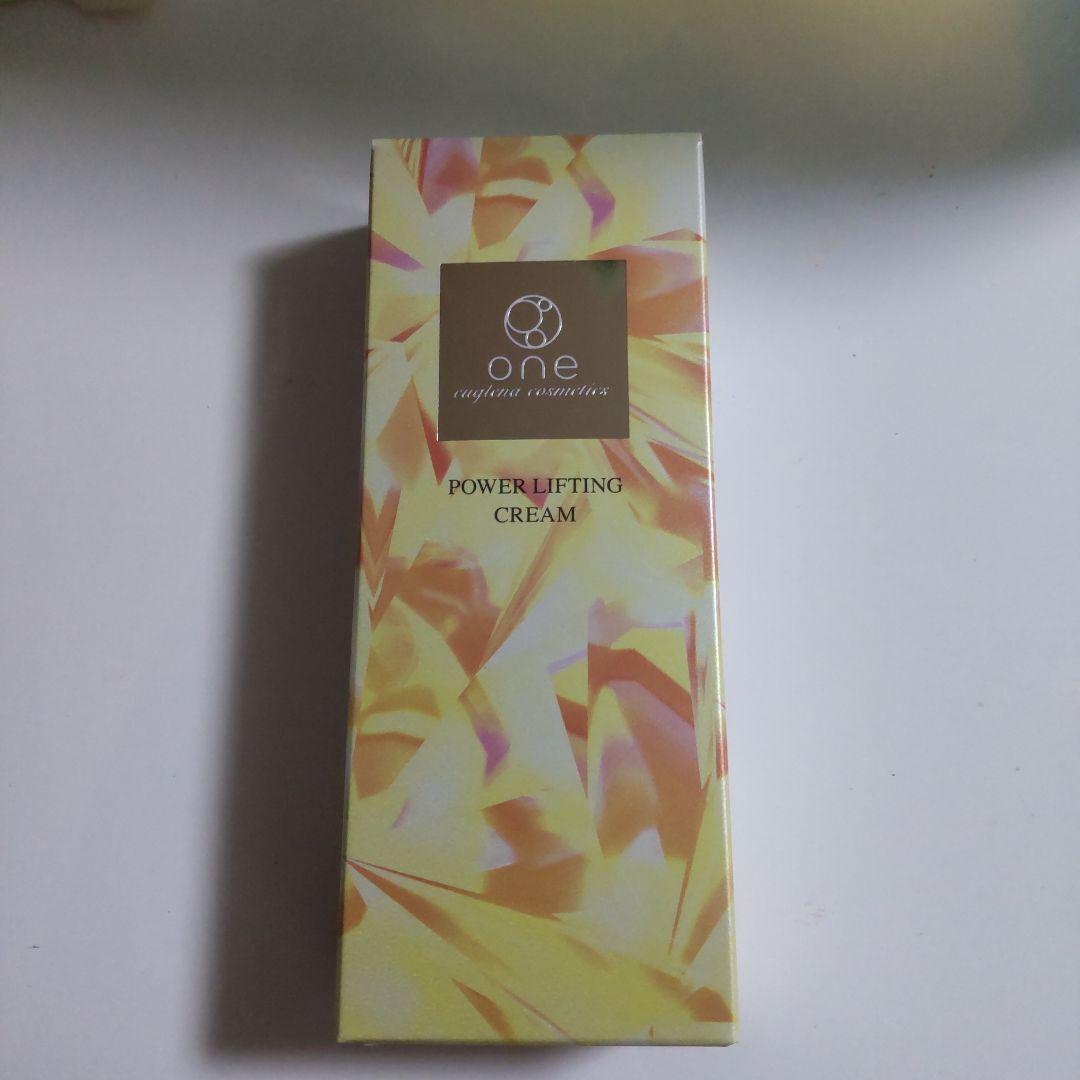 one
euglena cosmetics
POWER LIFTING
CREAM